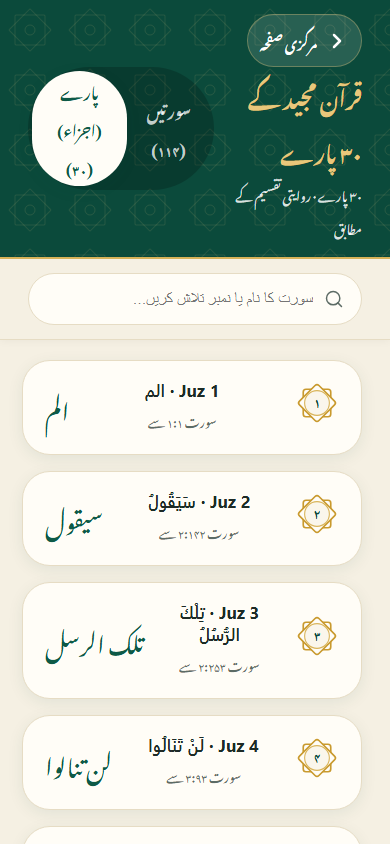 مرکزی صفحہ
قرآن مجید کے
۳۰ پارے
۳۰ پارے · روایتی تقسیم کے
مطابق
سورتیں
(۱۱۴)
پارے
(اجزاء)
(۳۰)
سورت کا نام یا نمبر تلاش کریں...
۱
Juz 1 · الم
سورت ۱:۱ سے
الم
۲
Juz 2 · سَيَقُولُ
سورت ۲:۱۴۲ سے
سیقول
۳
Juz 3 · تِلْكَ
الرُّسُلُ
سورت ۲:۲۵۳ سے
تلک الرسل
۴
Juz 4 · لَنْ تَنَالُوا
سورت ۳:۹۳ سے
لن تنالوا